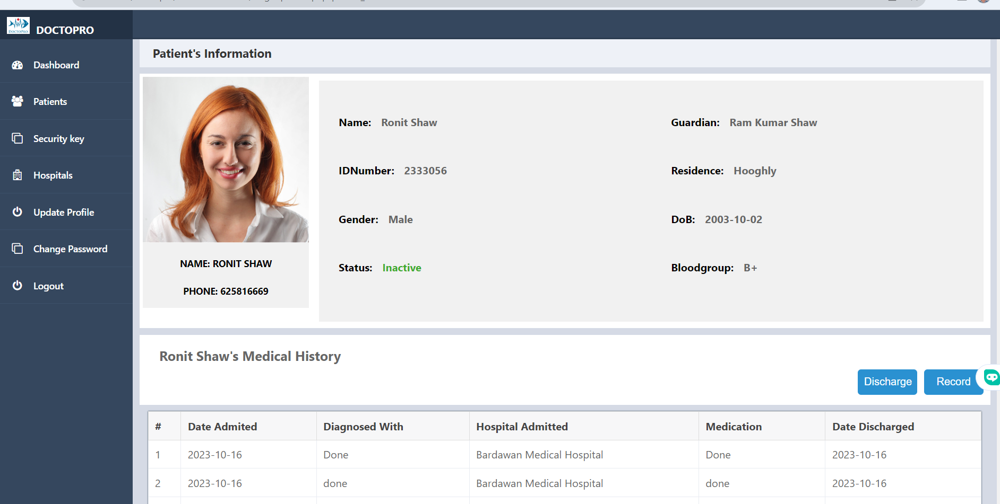 DOCTOPRO
DOCTOPRO
Dashboard
Patients
Security key
Hospitals
Update Profile
Change Password
Logout
Patient's Information
NAME: RONIT SHAW
PHONE: 625816669
Name: Ronit Shaw
Guardian: Ram Kumar Shaw
IDNumber: 2333056
Residence: Hooghly
Gender: Male
DoB: 2003-10-02
Status: Inactive
Bloodgroup: B+
Ronit Shaw's Medical History
Discharge Record
# Date Admited Diagnosed With Hospital Admitted Medication Date Discharged
1 2023-10-16 Done Bardawan Medical Hospital Done 2023-10-16
2 2023-10-16 done Bardawan Medical Hospital done 2023-10-16